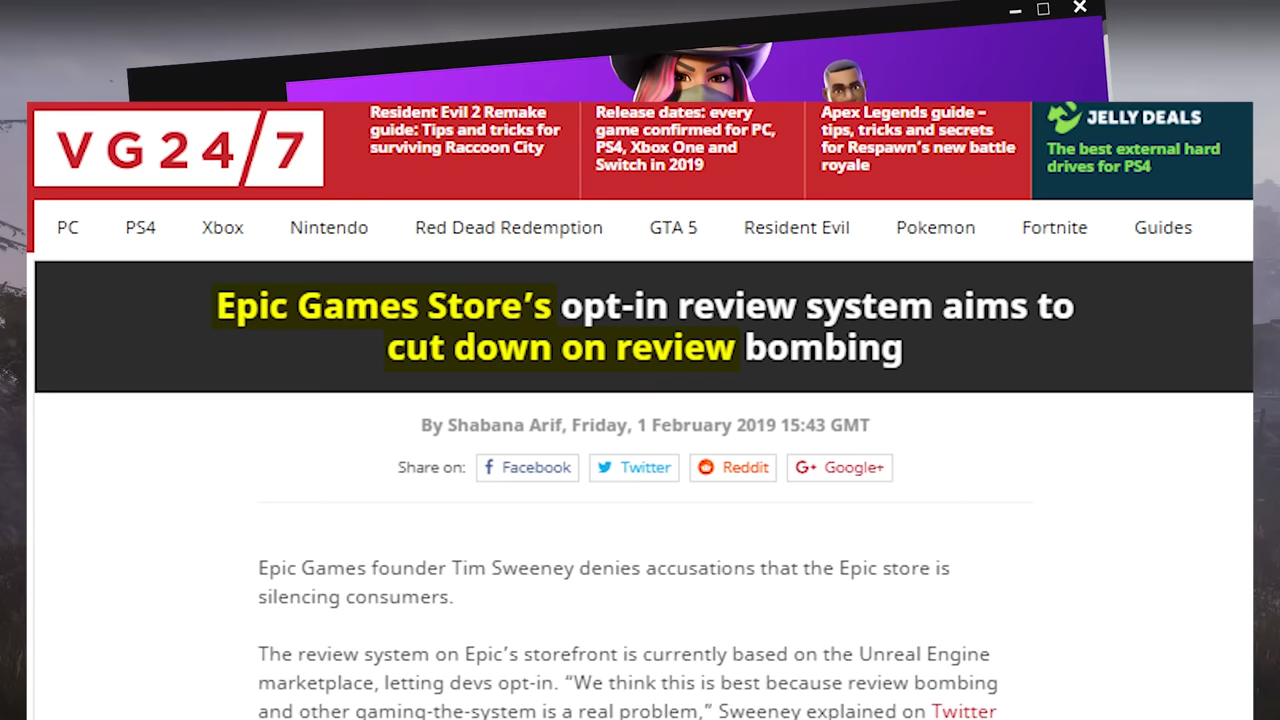 VG24/7
Resident Evil 2 Remake
guide: Tips and tricks for
surviving Raccoon City
Release dates: every
game confirmed for PC,
PS4, Xbox One and
Switch in 2019
Apex Legends guide –
tips, tricks and secrets
for Respawn's new battle
royale
JELLY DEALS
The best external hard
drives for PS4
PC PS4 Xbox Nintendo Red Dead Redemption GTA 5 Resident Evil Pokemon Fortnite Guides
Epic Games Store’s opt-in review system aims to
cut down on review bombing
By Shabana Arif, Friday, 1 February 2019 15:43 GMT
Share on: Facebook Twitter Reddit G+ Google+
Epic Games founder Tim Sweeney denies accusations that the Epic store is
silencing consumers.
The review system on Epic’s storefront is currently based on the Unreal Engine
marketplace, letting devs opt-in. “We think this is best because review bombing
and other gaming-the-system is a real problem,” Sweeney explained on Twitter